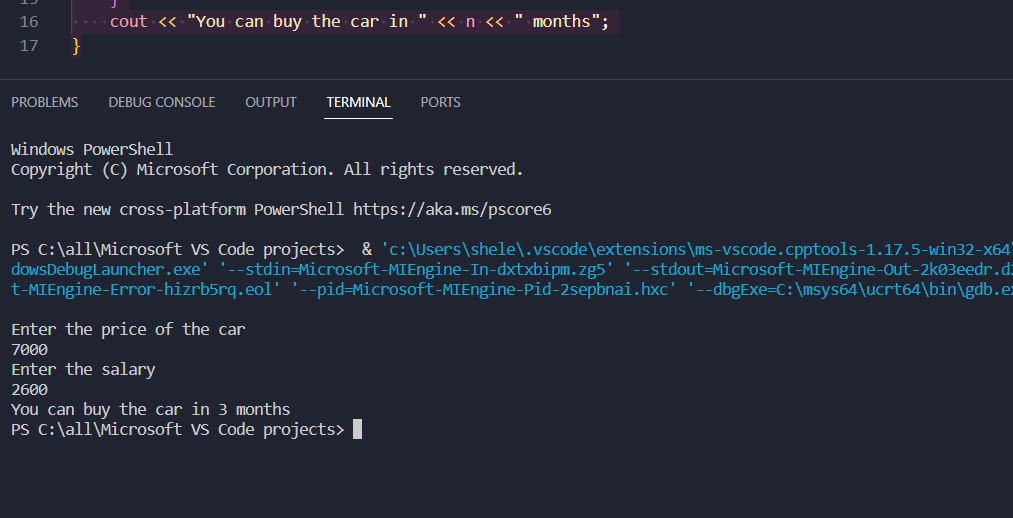 15 }
16 cout << "You can buy the car in " << n << " months";
17 }
PROBLEMS DEBUG CONSOLE OUTPUT TERMINAL PORTS
Windows PowerShell
Copyright (C) Microsoft Corporation. All rights reserved.
Try the new cross-platform PowerShell https://aka.ms/pscore6
PS C:\all\Microsoft VS Code projects> & 'c:\Users\shele\.vscode\extensions\ms-vscode.cpptools-1.17.5-win32-x64\
dowsDebugLauncher.exe' '--stdin=Microsoft-MIEngine-In-dxtxbipm.zg5' '--stdout=Microsoft-MIEngine-Out-2k03eedr.dz
t-MIEngine-Error-hizrb5rq.eol' '--pid=Microsoft-MIEngine-Pid-2sepbnai.hxc' '--dbgExe=C:\msys64\ucrt64\bin\gdb.ex
Enter the price of the car
7000
Enter the salary
2600
You can buy the car in 3 months
PS C:\all\Microsoft VS Code projects>